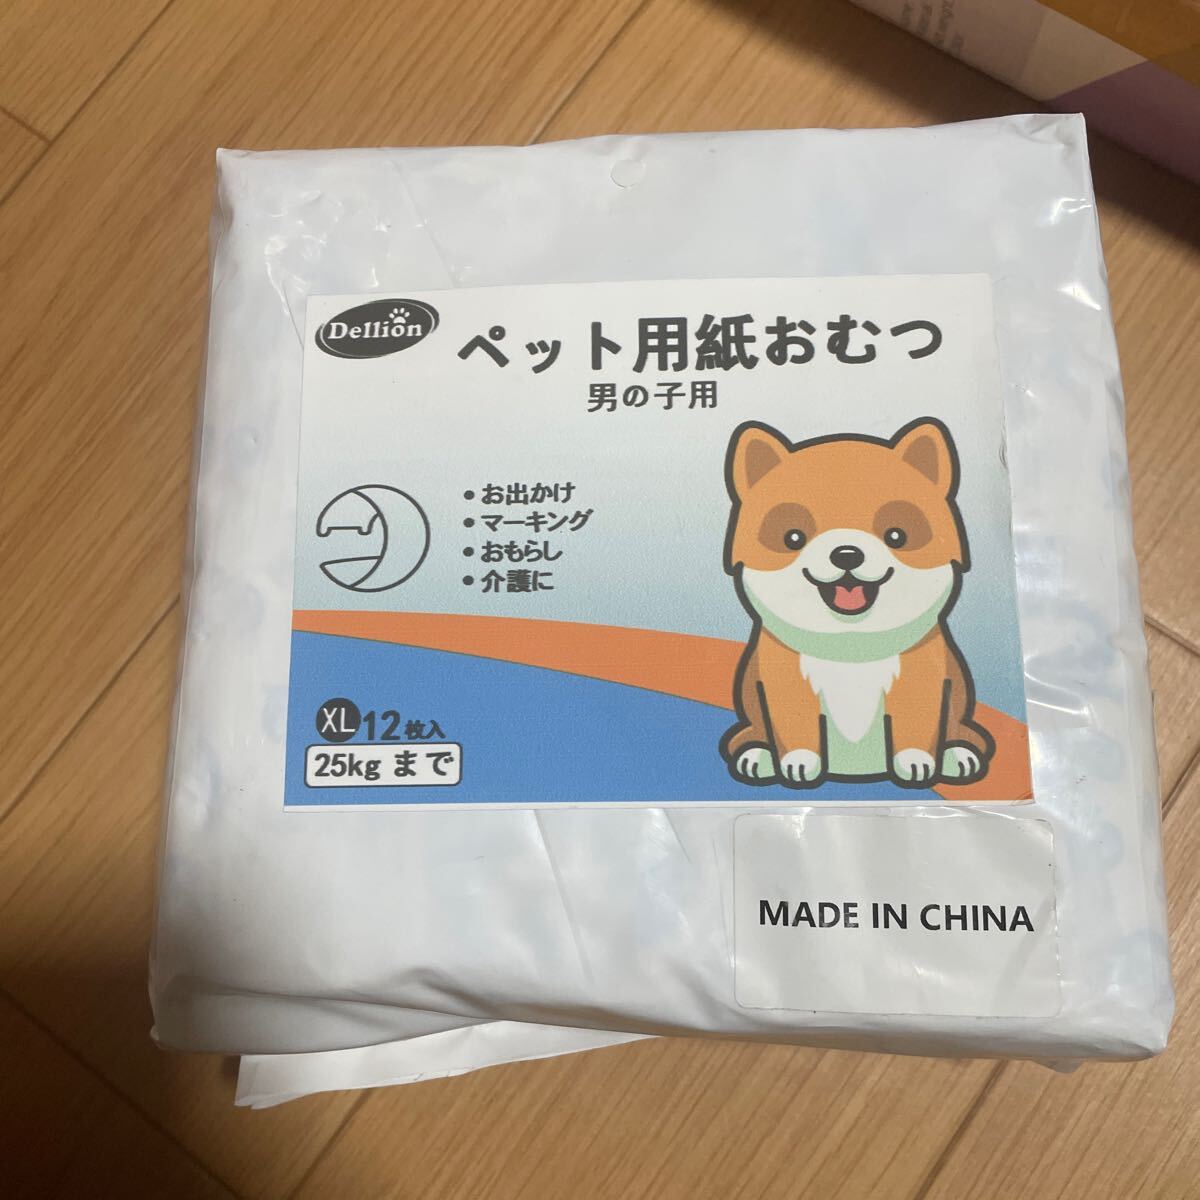 Dellion
ペット用紙おむつ
男の子用
• お出かけ
• マーキング
• おもらし
• 介護に
XL 12枚入
25kg まで
MADE IN CHINA